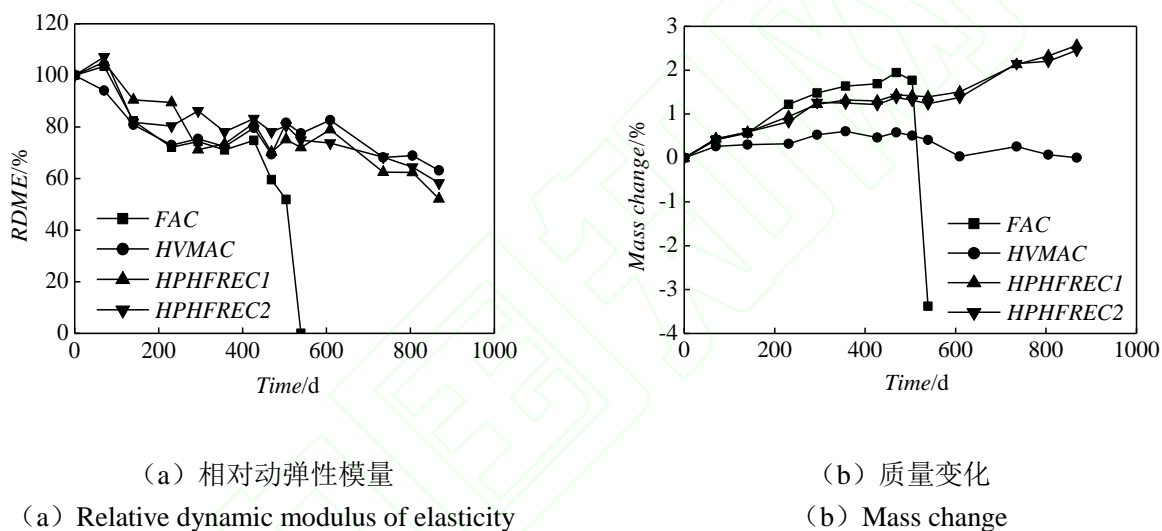 120
100
80
60
40
20
0
RDME/%
FAC
HVMAC
HPHFREC1
HPHFREC2
0 200 400 600 800 1000
Time/d
3
2
1
0
-1
-2
-3
-4
Mass change/%
FAC
HVMAC
HPHFREC1
HPHFREC2
0 200 400 600 800 1000
Time/d
（a）相对动弹性模量
（b）质量变化
（a）Relative dynamic modulus of elasticity
（b）Mass change